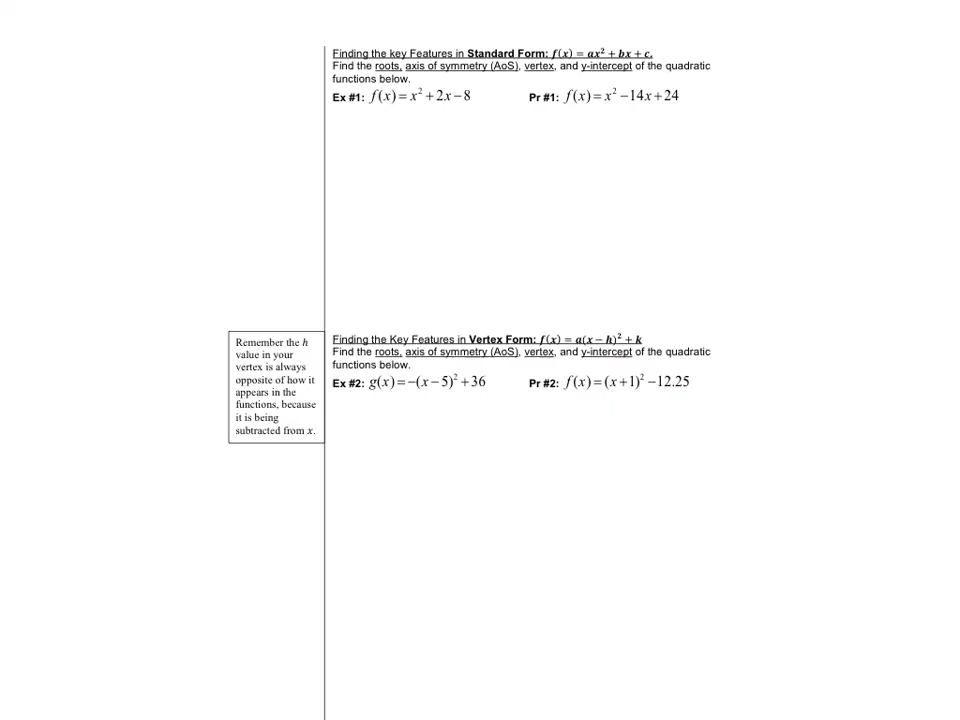 Finding the key Features in Standard Form: f(x) = ax² + bx + c.
Find the roots, axis of symmetry (AoS), vertex, and y-intercept of the quadratic
functions below.
Ex #1: f(x) = x² + 2x − 8 Pr #1: f(x) = x² − 14x + 24
Remember the h
value in your
vertex is always
opposite of how it
appears in the
functions, because
it is being
subtracted from x.
Finding the Key Features in Vertex Form: f(x) = a(x − h)² + k
Find the roots, axis of symmetry (AoS), vertex, and y-intercept of the quadratic
functions below.
Ex #2: g(x) = −(x − 5)² + 36 Pr #2: f(x) = (x + 1)² − 12.25